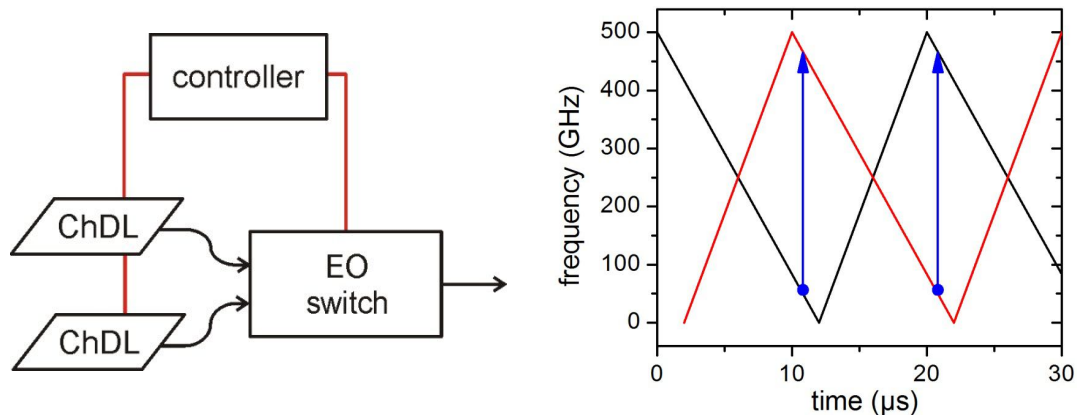 controller
ChDL
EO
switch
ChDL
frequency (GHz)
500
400
300
200
100
0
0
10
20
30
time (µs)